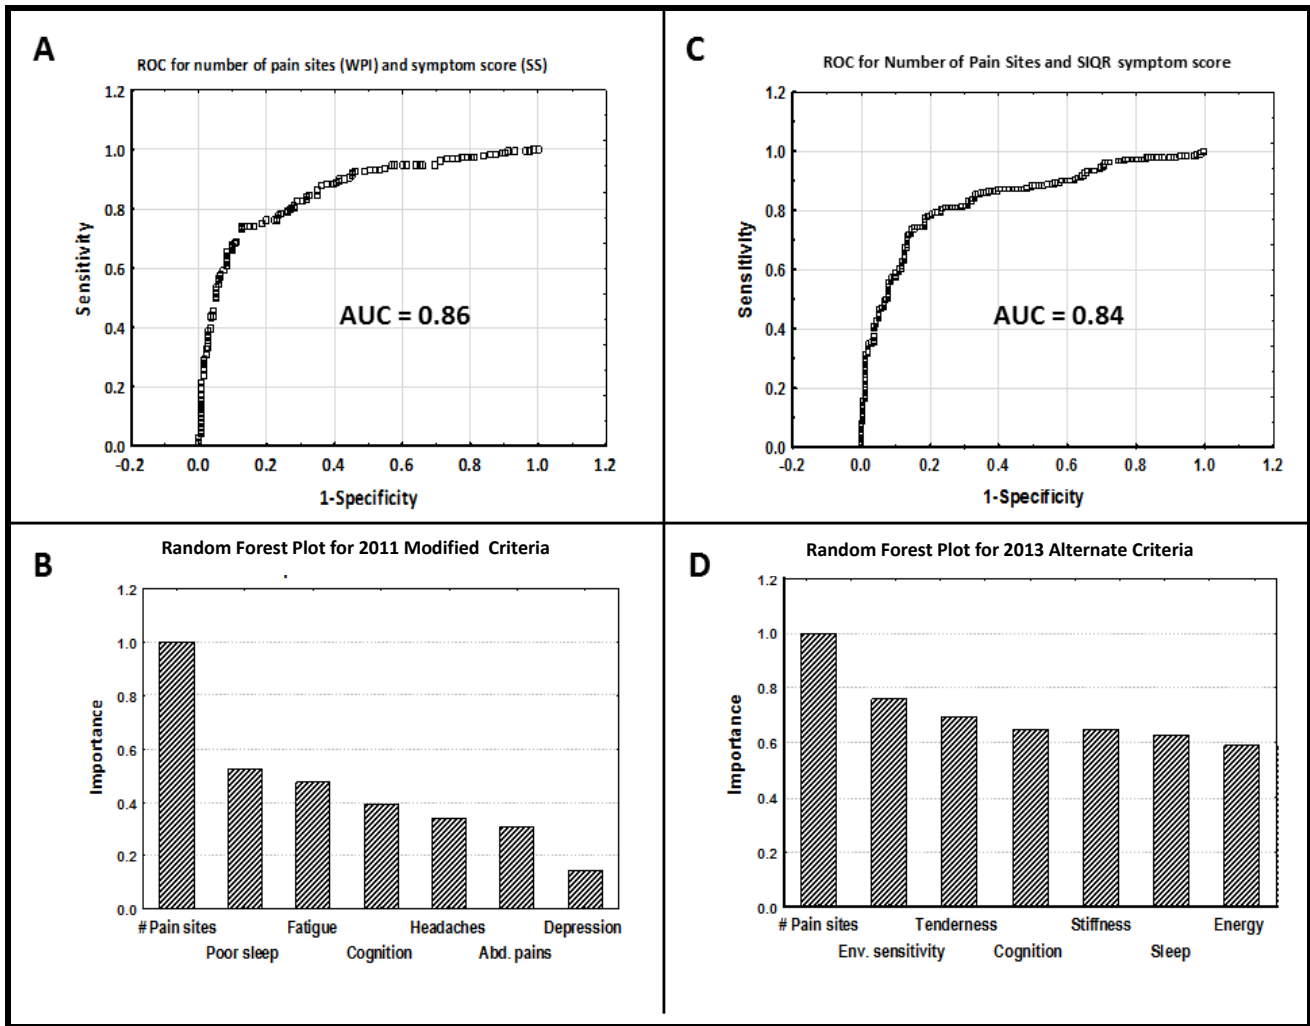 A
ROC for number of pain sites (WPI) and symptom score (SS)
1.2
1.0
0.8
0.6
0.4
0.2
0.0
Sensitivity
AUC = 0.86
-0.2 0.0 0.2 0.4 0.6 0.8 1.0 1.2
1-Specificity
C
ROC for Number of Pain Sites and SIQR symptom score
1.2
1.0
0.8
0.6
0.4
0.2
0.0
Sensitivity
AUC = 0.84
-0.2 0.0 0.2 0.4 0.6 0.8 1.0 1.2
1-Specificity
B
Random Forest Plot for 2011 Modified Criteria
1.2
1.0
0.8
0.6
0.4
0.2
0.0
Importance
# Pain sites Fatigue Headaches Depression
Poor sleep Cognition Abd. pains
D
Random Forest Plot for 2013 Alternate Criteria
1.2
1.0
0.8
0.6
0.4
0.2
0.0
Importance
# Pain sites Tenderness Stiffness Energy
Env. sensitivity Cognition Sleep